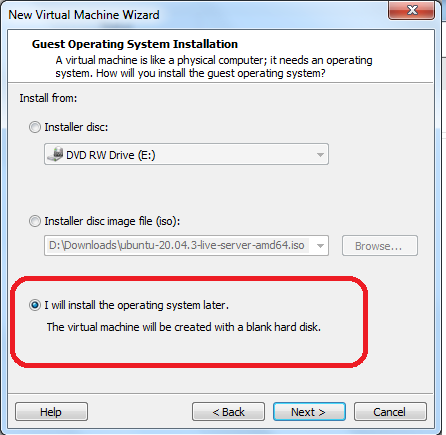 New Virtual Machine Wizard
Guest Operating System Installation
A virtual machine is like a physical computer; it needs an operating
system. How will you install the guest operating system?
Install from:
Installer disc:
DVD RW Drive (E:)
Installer disc image file (iso):
D:\Downloads\ubuntu-20.04.3-live-server-amd64.iso
Browse...
I will install the operating system later.
The virtual machine will be created with a blank hard disk.
Help
< Back
Next >
Cancel